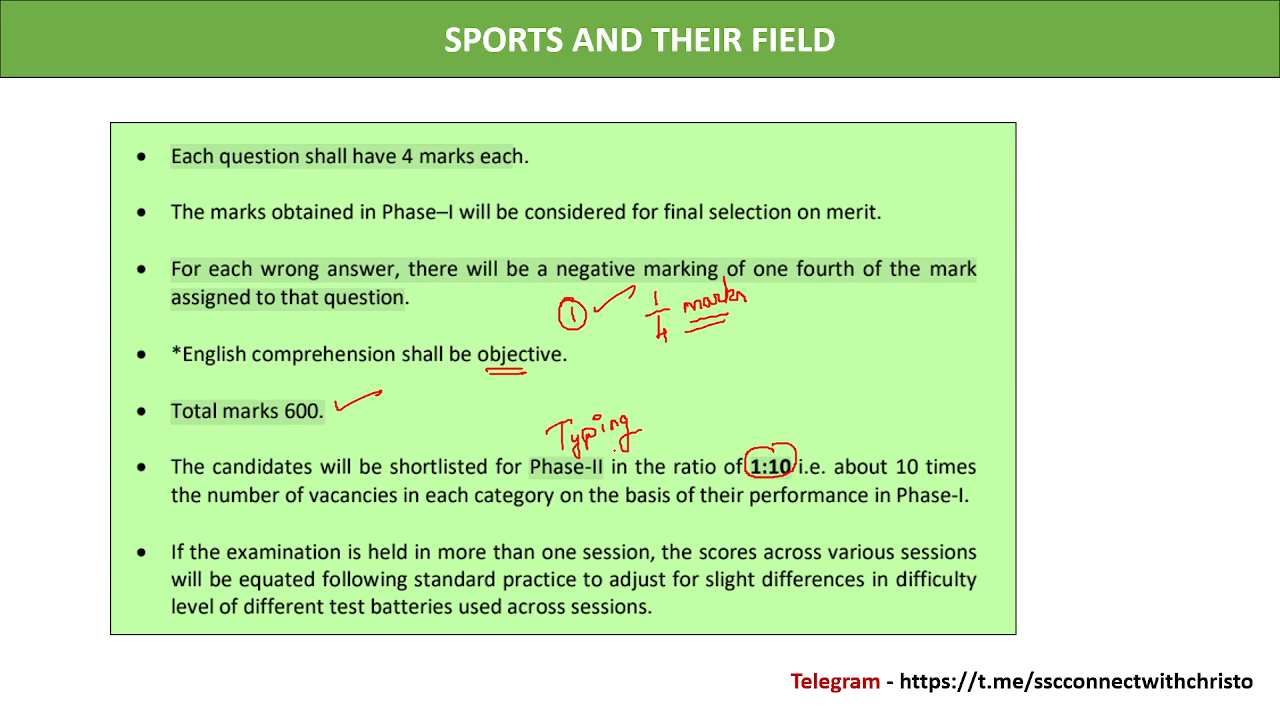 SPORTS AND THEIR FIELD
• Each question shall have 4 marks each.
• The marks obtained in Phase–I will be considered for final selection on merit.
• For each wrong answer, there will be a negative marking of one fourth of the mark
assigned to that question.
1 1/4 marks
• *English comprehension shall be objective.
• Total marks 600.
Typing
• The candidates will be shortlisted for Phase-II in the ratio of 1:10 i.e. about 10 times
the number of vacancies in each category on the basis of their performance in Phase-I.
• If the examination is held in more than one session, the scores across various sessions
will be equated following standard practice to adjust for slight differences in difficulty
level of different test batteries used across sessions.
Telegram - https://t.me/sscconnectwithchristo